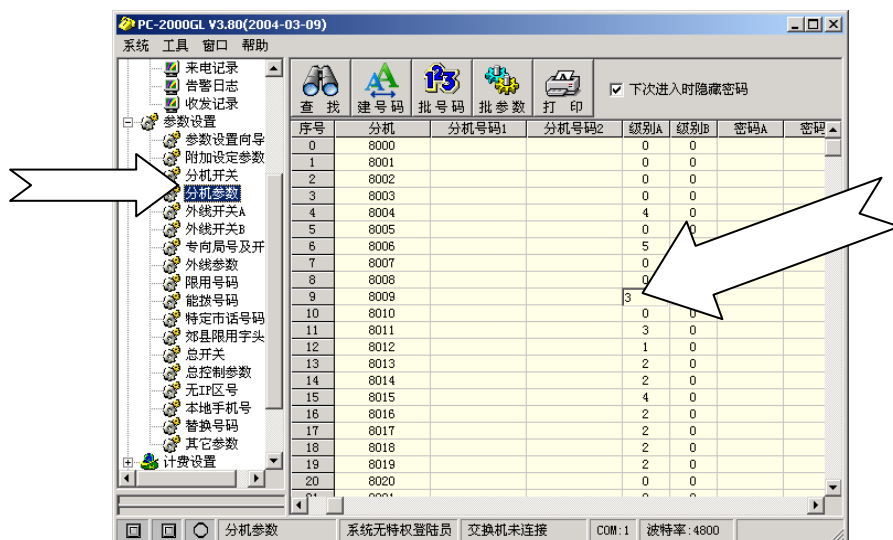 PC-2000GL V3.80(2004-03-09)
系统 工具 窗口 帮助
来电记录
告警日志
收发记录
参数设置
参数设置向导
附加设定参数
分机开关
分机参数
外线开关A
外线开关B
专向局号及开
外线参数
限用号码
能拨号码
特定市话号码
郊县限用字头
总开关
总控制参数
无IP区号
本地手机号
替换号码
其它参数
计费设置
查 找 建号码 批号码 批参数 打 印 下次进入时隐藏密码
序号 分机 分机号码1 分机号码2 级别A 级别B 密码A 密码
0 8000 0 0
1 8001 0 0
2 8002 0 0
3 8003 0 0
4 8004 4 0
5 8005 0 0
6 8006 5
7 8007 0
8 8008
9 8009 3
10 8010 0 0
11 8011 3 0
12 8012 1 0
13 8013 2 0
14 8014 2 0
15 8015 4 0
16 8016 2 0
17 8017 2 0
18 8018 2 0
19 8019 2 0
20 8020 0 0
分机参数 系统无特权登陆员 交换机未连接 COM:1 波特率:4800